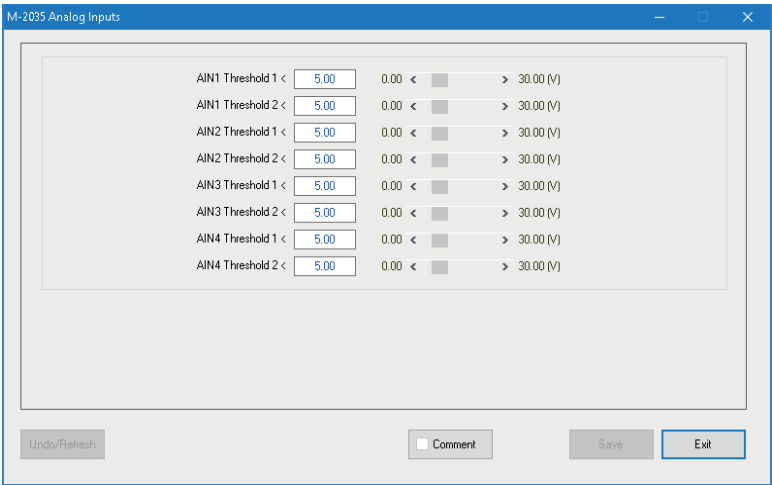 M-2035 Analog Inputs
AIN1 Threshold 1 < 5.00 0.00 < > 30.00 (V)
AIN1 Threshold 2 < 5.00 0.00 < > 30.00 (V)
AIN2 Threshold 1 < 5.00 0.00 < > 30.00 (V)
AIN2 Threshold 2 < 5.00 0.00 < > 30.00 (V)
AIN3 Threshold 1 < 5.00 0.00 < > 30.00 (V)
AIN3 Threshold 2 < 5.00 0.00 < > 30.00 (V)
AIN4 Threshold 1 < 5.00 0.00 < > 30.00 (V)
AIN4 Threshold 2 < 5.00 0.00 < > 30.00 (V)
Undo/Refresh Comment Save Exit